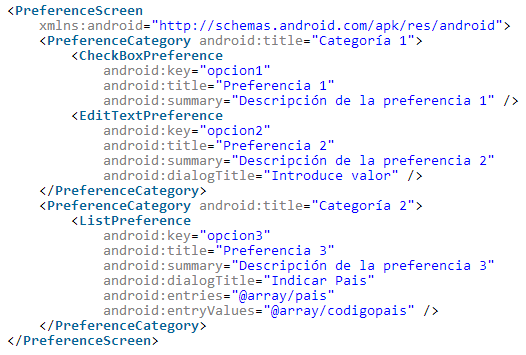 <PreferenceScreen
xmlns:android="http://schemas.android.com/apk/res/android">
<PreferenceCategory android:title="Categoría 1">
<CheckBoxPreference
android:key="opcion1"
android:title="Preferencia 1"
android:summary="Descripción de la preferencia 1" />
<EditTextPreference
android:key="opcion2"
android:title="Preferencia 2"
android:summary="Descripción de la preferencia 2"
android:dialogTitle="Introduce valor" />
</PreferenceCategory>
<PreferenceCategory android:title="Categoría 2">
<ListPreference
android:key="opcion3"
android:title="Preferencia 3"
android:summary="Descripción de la preferencia 3"
android:dialogTitle="Indicar Pais"
android:entries="@array/pais"
android:entryValues="@array/codigopais" />
</PreferenceCategory>
</PreferenceScreen>